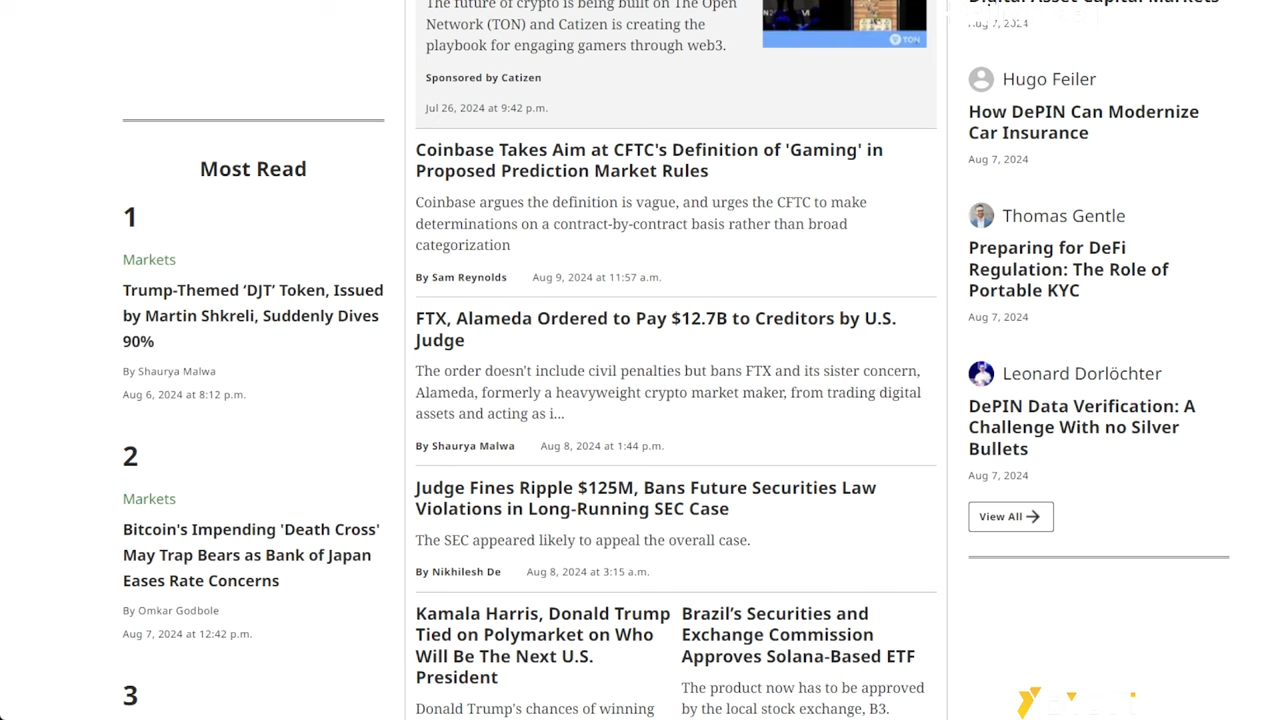 Most Read
1
Markets
Trump-Themed ‘DJT’ Token, Issued
by Martin Shkreli, Suddenly Dives
90%
By Shaurya Malwa
Aug 6, 2024 at 8:12 p.m.
2
Markets
Bitcoin's Impending 'Death Cross'
May Trap Bears as Bank of Japan
Eases Rate Concerns
By Omkar Godbole
Aug 7, 2024 at 12:42 p.m.
3
The future of crypto is being built on The Open
Network (TON) and Catizen is creating the
playbook for engaging gamers through web3.
TON
Sponsored by Catizen
Jul 26, 2024 at 9:42 p.m.
Coinbase Takes Aim at CFTC's Definition of 'Gaming' in
Proposed Prediction Market Rules
Coinbase argues the definition is vague, and urges the CFTC to make
determinations on a contract-by-contract basis rather than broad
categorization
By Sam Reynolds Aug 9, 2024 at 11:57 a.m.
FTX, Alameda Ordered to Pay $12.7B to Creditors by U.S.
Judge
The order doesn't include civil penalties but bans FTX and its sister concern,
Alameda, formerly a heavyweight crypto market maker, from trading digital
assets and acting as i...
By Shaurya Malwa Aug 8, 2024 at 1:44 p.m.
Judge Fines Ripple $125M, Bans Future Securities Law
Violations in Long-Running SEC Case
The SEC appeared likely to appeal the overall case.
By Nikhilesh De Aug 8, 2024 at 3:15 a.m.
Kamala Harris, Donald Trump
Tied on Polymarket on Who
Will Be The Next U.S.
President
Donald Trump's chances of winning
Brazil’s Securities and
Exchange Commission
Approves Solana-Based ETF
The product now has to be approved
by the local stock exchange, B3.
Digital Asset Capital Markets
Aug 7, 2024
Hugo Feiler
How DePIN Can Modernize
Car Insurance
Aug 7, 2024
Thomas Gentle
Preparing for DeFi
Regulation: The Role of
Portable KYC
Aug 7, 2024
Leonard Dorlöchter
DePIN Data Verification: A
Challenge With no Silver
Bullets
Aug 7, 2024
View All